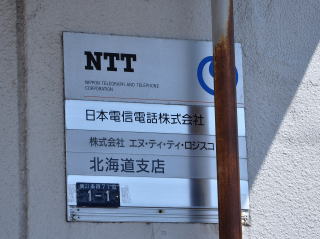 NTT
NIPPON TELEGRAPH AND TELEPHONE
CORPORATION
日本電信電話株式会社
株式会社 エヌ・ティ・ティ・ロジスコ
北海道支店
1-1